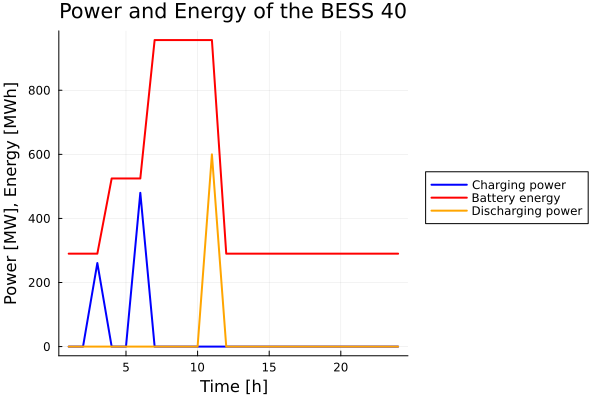 Power and Energy of the BESS 40
Power [MW], Energy [MWh]
800
600
400
200
0
5
10
15
20
Time [h]
Charging power
Battery energy
Discharging power